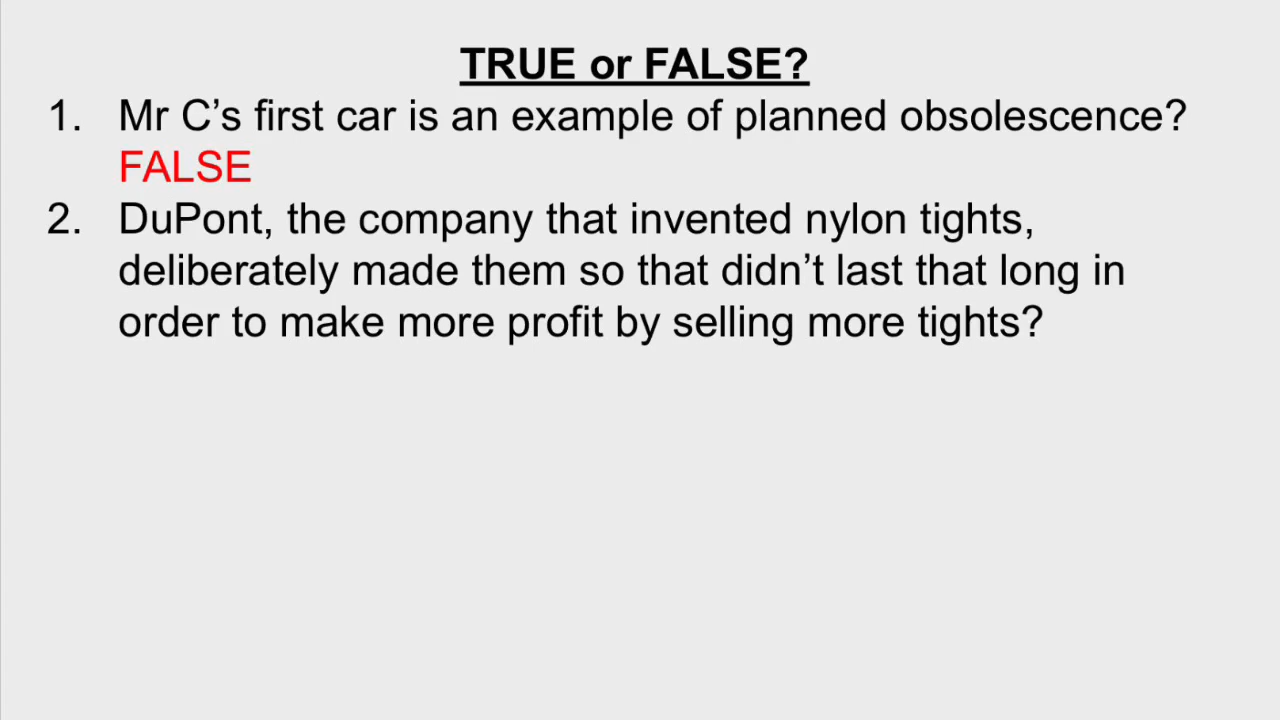 TRUE or FALSE?
1. Mr C’s first car is an example of planned obsolescence?
FALSE
2. DuPont, the company that invented nylon tights,
deliberately made them so that didn’t last that long in
order to make more profit by selling more tights?